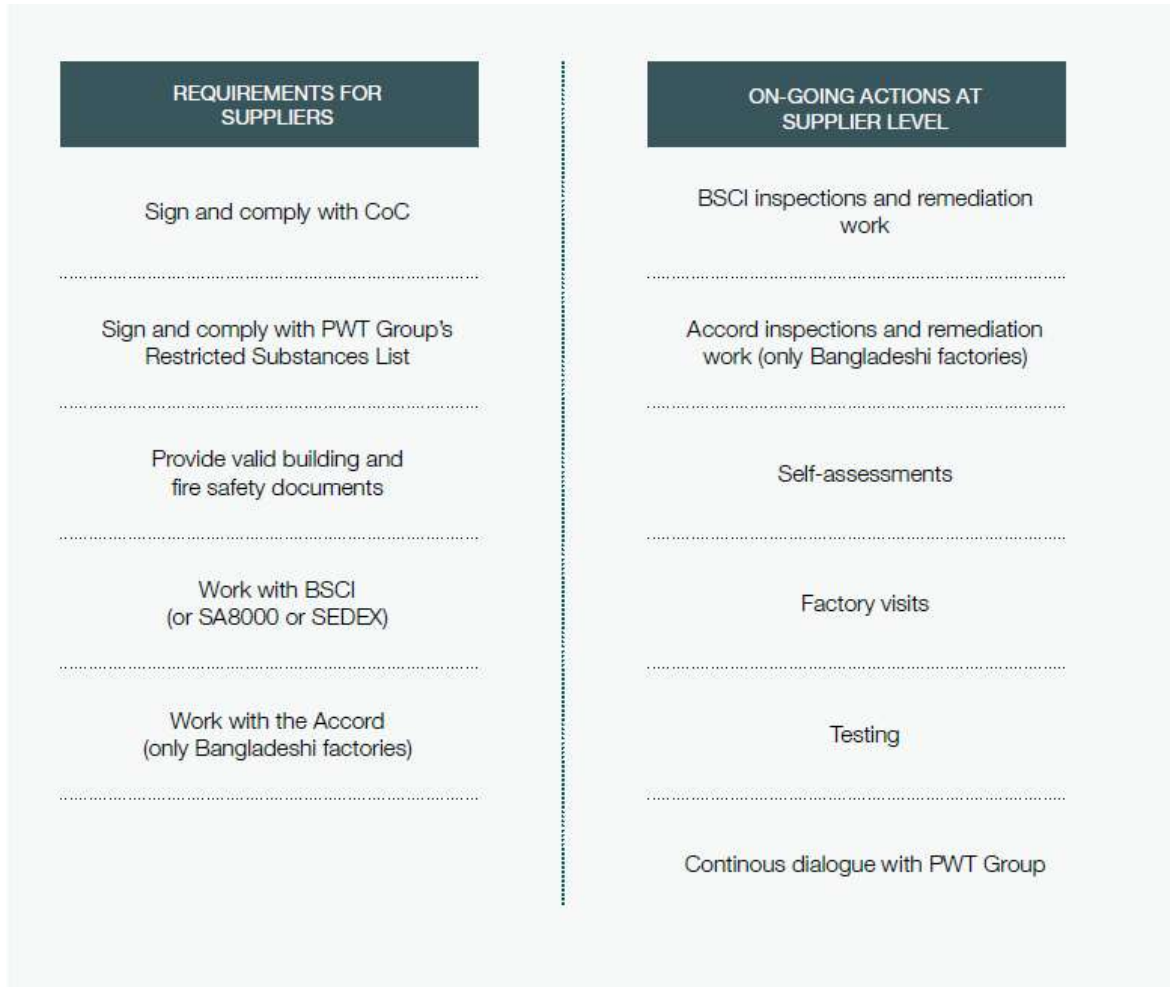 REQUIREMENTS FOR
SUPPLIERS
Sign and comply with CoC
Sign and comply with PWT Group's
Restricted Substances List
Provide valid building and
fire safety documents
Work with BSCI
(or SA8000 or SEDEX)
Work with the Accord
(only Bangladeshi factories)
ON-GOING ACTIONS AT
SUPPLIER LEVEL
BSCI inspections and remediation
work
Accord inspections and remediation
work (only Bangladeshi factories)
Self-assessments
Factory visits
Testing
Continous dialogue with PWT Group